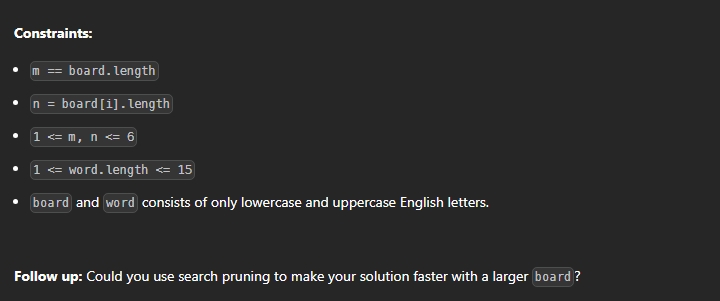 Constraints:
m == board.length
n = board[i].length
1 <= m, n <= 6
1 <= word.length <= 15
board and word consists of only lowercase and uppercase English letters.
Follow up: Could you use search pruning to make your solution faster with a larger board?